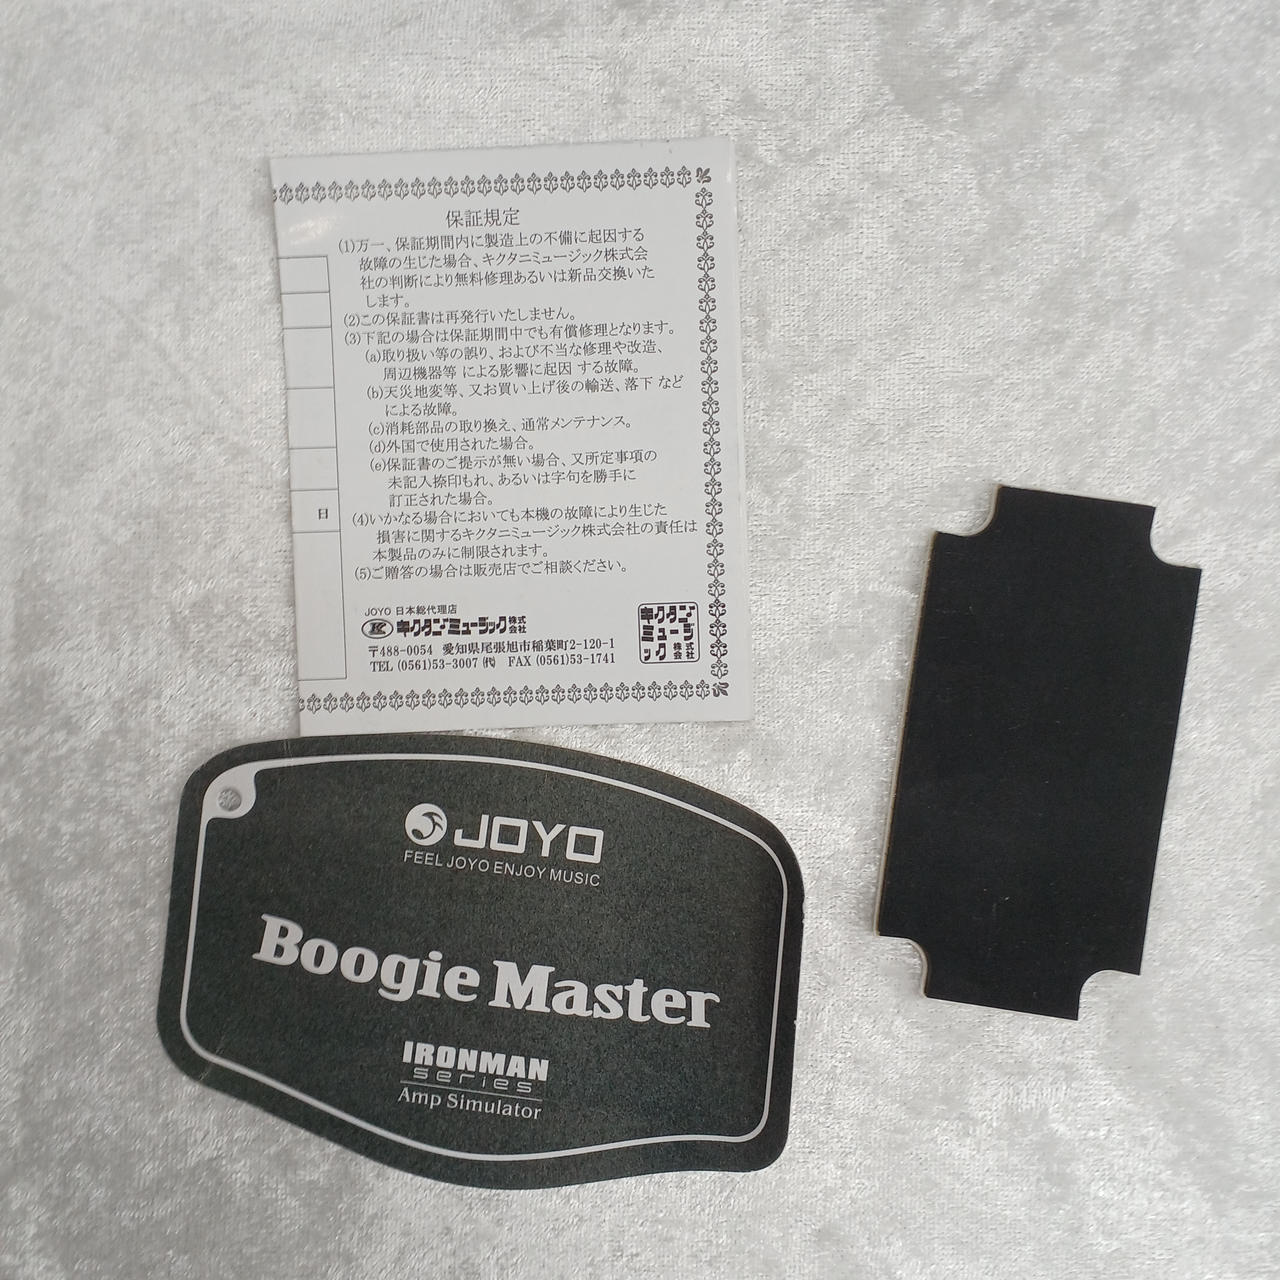 保証規定
(1)万一、保証期間内に製造上の不備に起因する
故障の生じた場合、キクタニミュージック株式会
社の判断により無料修理あるいは新品交換いた
します。
(2)この保証書は再発行いたしません。
(3)下記の場合は保証期間中でも有償修理となります。
(a)取り扱い等の誤り、および不当な修理や改造、
周辺機器等 による影響に起因 する故障。
(b)天災地変等、又お買い上げ後の輸送、落下 など
による故障。
(c)消耗部品の取り換え、通常メンテナンス。
(d)外国で使用された場合。
(e)保証書のご提示が無い場合、又所定事項の
未記入捺印もれ、あるいは字句を勝手に
訂正された場合。
日
(4)いかなる場合においても本機の故障により生じた
損害に関するキクタニミュージック株式会社の責任は
本製品のみに制限されます。
(5)ご贈答の場合は販売店でご相談ください。
JOYO 日本総代理店
K キクタニミュージック株式会社
〒488-0054 愛知県尾張旭市稲葉町2-120-1
TEL (0561)53-3007 (代) FAX (0561)53-1741
キクタニ
ミュージ
ック株式会社
JOYO
FEEL JOYO ENJOY MUSIC
Boogie Master
IRONMAN
series
Amp Simulator